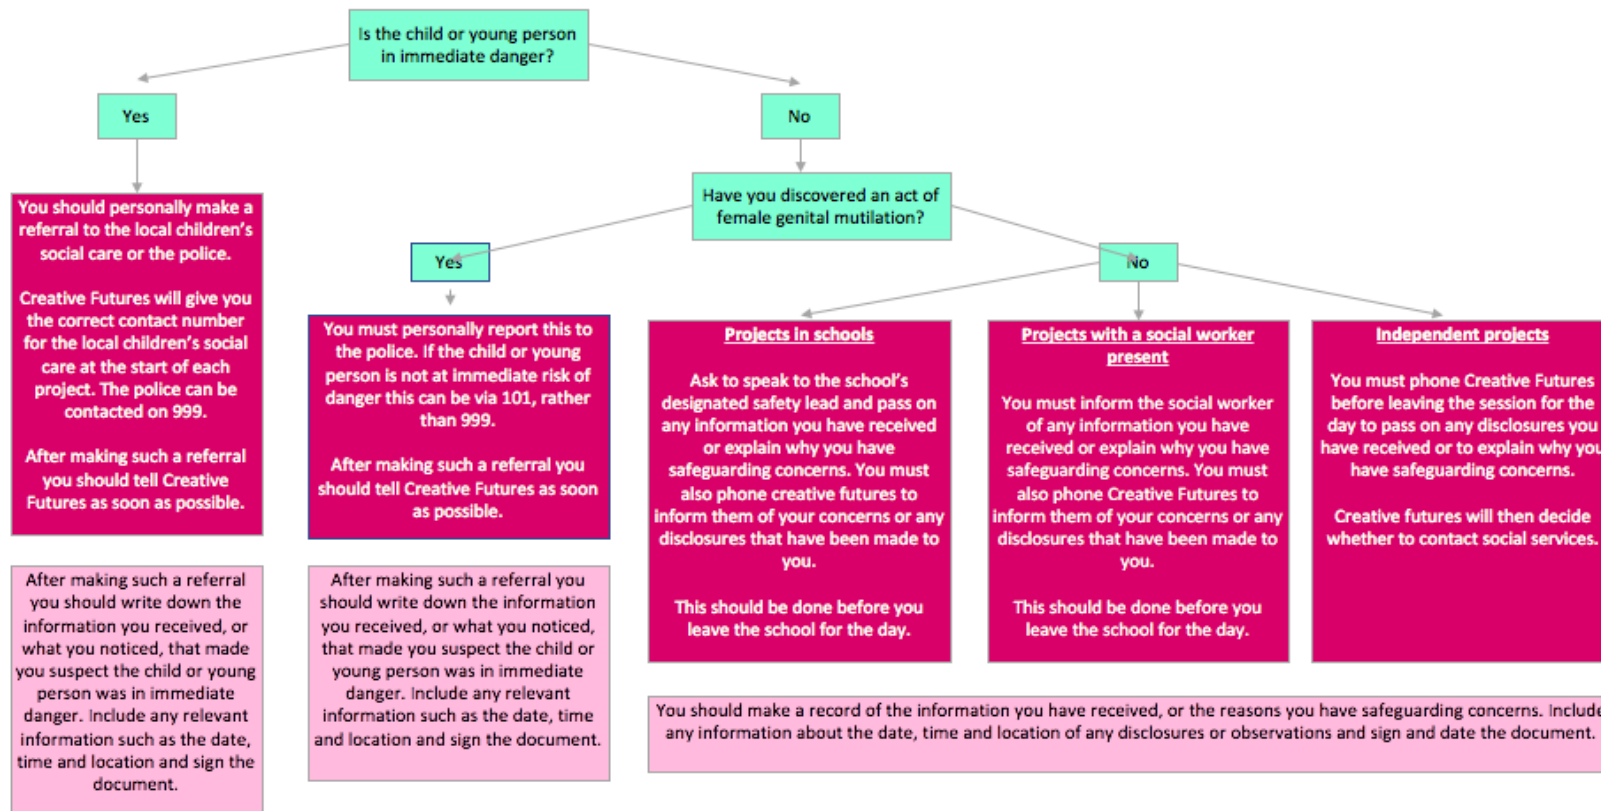 Is the child or young person
in immediate danger?
Yes
No
Have you discovered an act of
female genital mutilation?
Yes
No
You should personally make a
referral to the local children's
social care or the police.
Creative Futures will give you
the correct contact number
for the local children's social
care at the start of each
project. The police can be
contacted on 999.
After making such a referral
you should tell Creative
Futures as soon as possible.
You must personally report this to
the police. If the child or young
person is not at immediate risk of
danger this can be via 101, rather
than 999.
After making such a referral you
should tell Creative Futures as soon
as possible.
Projects in schools
Ask to speak to the school's
designated safety lead and pass on
any information you have received
or explain why you have
safeguarding concerns. You must
also phone creative futures to
inform them of your concerns or any
disclosures that have been made to
you.
This should be done before you
leave the school for the day.
Projects with a social worker
present
You must inform the social worker
of any information you have
received or explain why you have
safeguarding concerns. You must
also phone Creative Futures to
inform them of your concerns or any
disclosures that have been made to
you.
This should be done before you
leave the school for the day.
Independent projects
You must phone Creative Futures
before leaving the session for the
day to pass on any disclosures you
have received or to explain why you
have safeguarding concerns.
Creative futures will then decide
whether to contact social services.
After making such a referral
you should write down the
information you received, or
what you noticed, that made
you suspect the child or young
person was in immediate
danger. Include any relevant
information such as the date,
time and location and sign the
document.
After making such a referral you
should write down the information
you received, or what you noticed,
that made you suspect the child or
young person was in immediate
danger. Include any relevant
information such as the date, time
and location and sign the document.
You should make a record of the information you have received, or the reasons you have safeguarding concerns. Include
any information about the date, time and location of any disclosures or observations and sign and date the document.